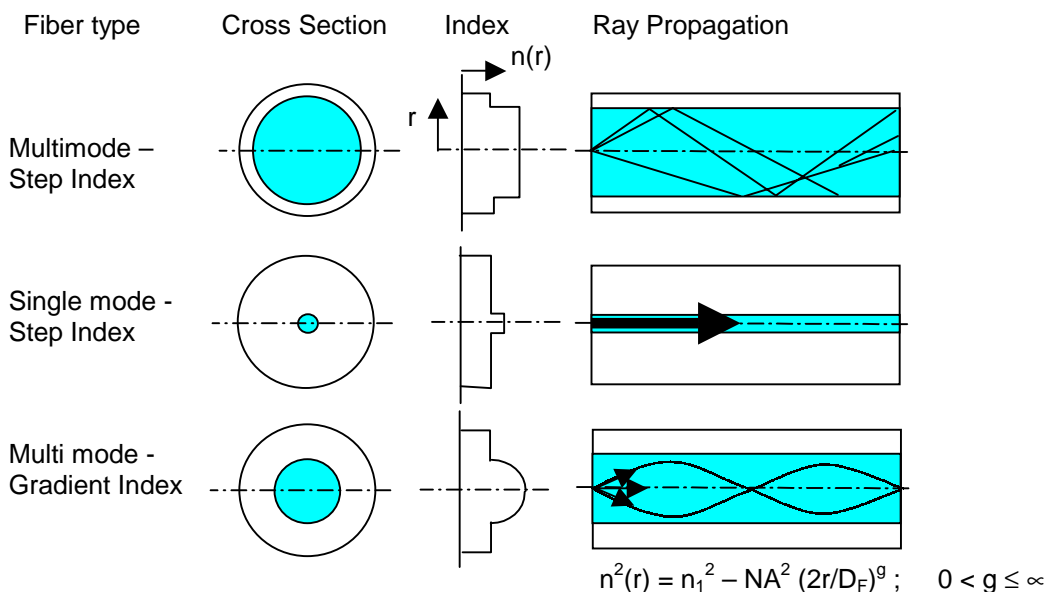 Fiber type Cross Section Index Ray Propagation
n(r)
r
Multimode –
Step Index
Single mode -
Step Index
Multi mode -
Gradient Index
n²(r) = n₁² – NA² (2r/D_F)^g ; 0 < g ≤ ∞